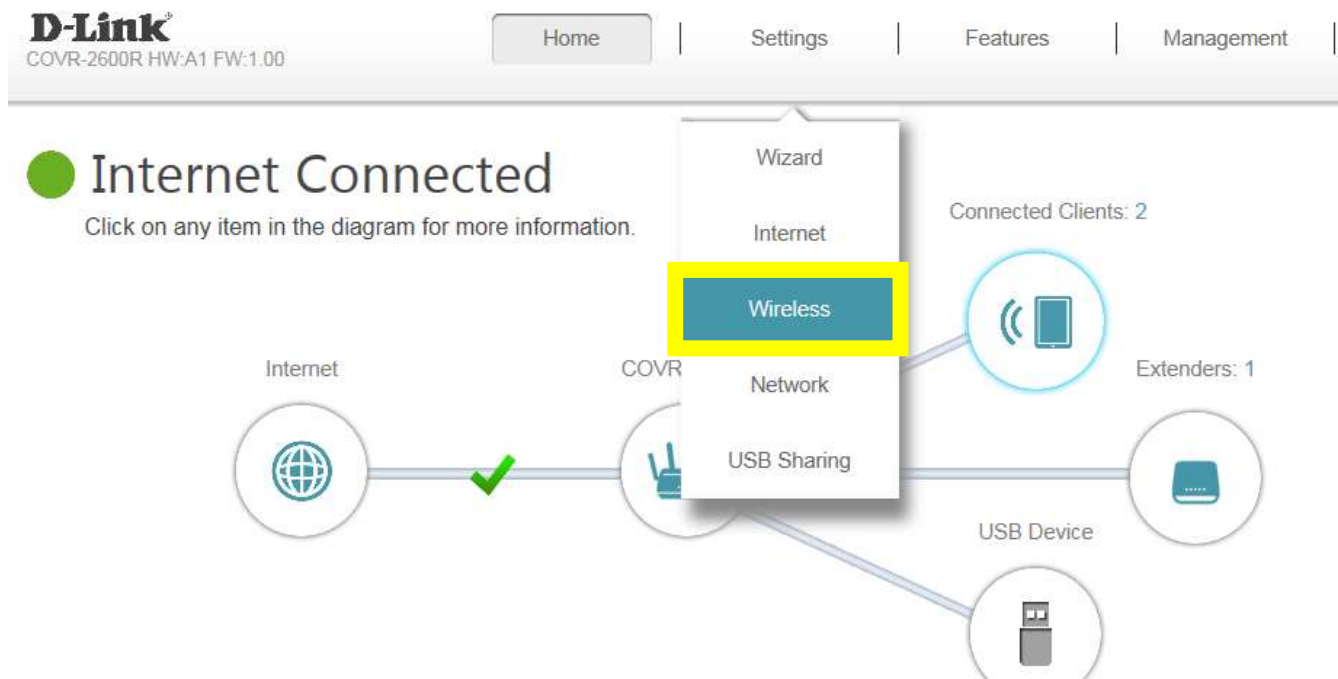 D-Link
COVR-2600R HW:A1 FW:1.00
Home
Settings
Features
Management
Wizard
Internet
Wireless
Network
USB Sharing
Internet Connected
Click on any item in the diagram for more information.
Connected Clients: 2
Internet
COVR
Extenders: 1
USB Device